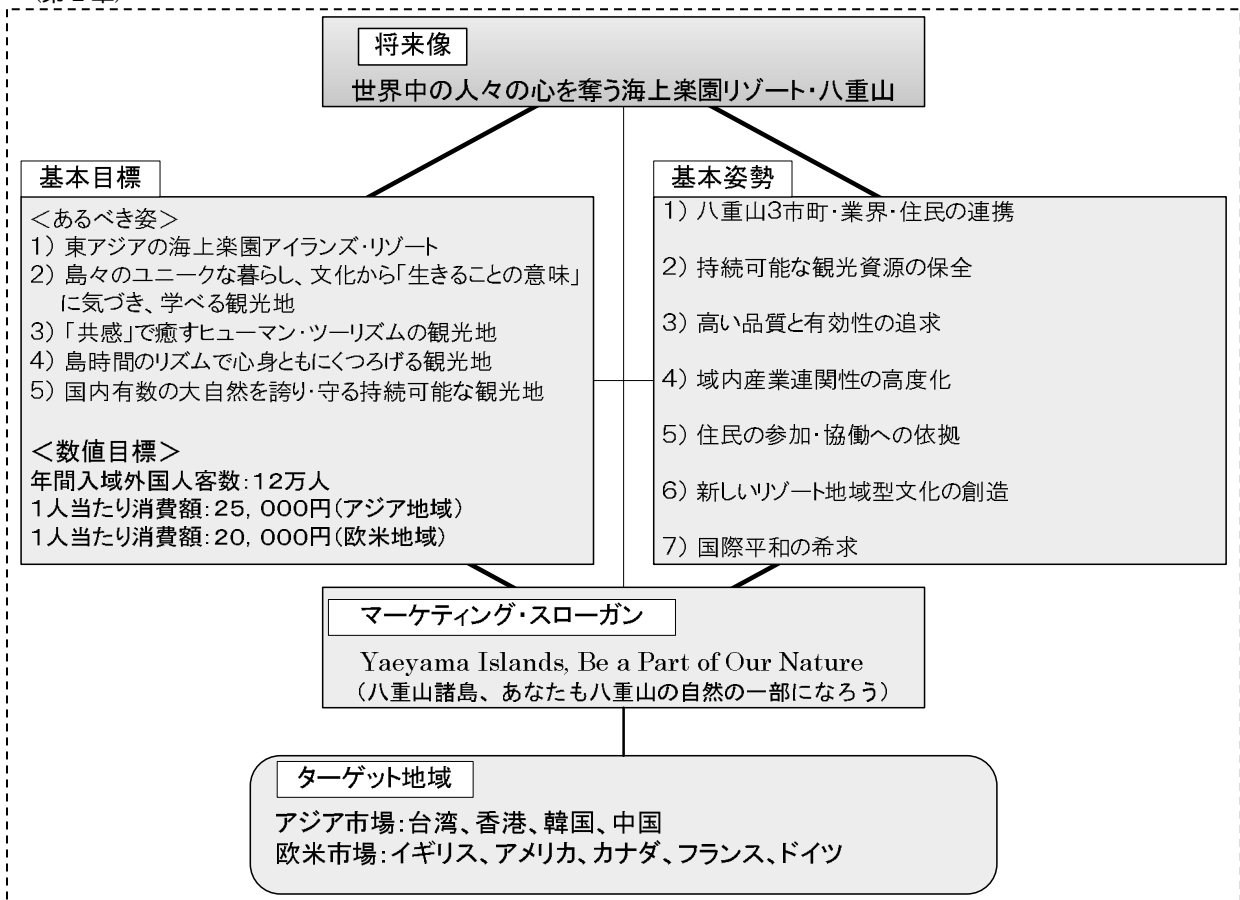 将来像
世界中の人々の心を奪う海上楽園リゾート・八重山
基本目標
＜あるべき姿＞
1） 東アジアの海上楽園アイランズ・リゾート
2） 島々のユニークな暮らし、文化から「生きることの意味」
に気づき、学べる観光地
3） 「共感」で癒すヒューマン・ツーリズムの観光地
4） 島時間のリズムで心身ともにくつろげる観光地
5） 国内有数の大自然を誇り・守る持続可能な観光地
＜数値目標＞
年間入域外国人客数：12万人
1人当たり消費額：25，000円（アジア地域）
1人当たり消費額：20，000円（欧米地域）
基本姿勢
1） 八重山3市町・業界・住民の連携
2） 持続可能な観光資源の保全
3） 高い品質と有効性の追求
4） 域内産業連関性の高度化
5） 住民の参加・協働への依拠
6） 新しいリゾート地域型文化の創造
7） 国際平和の希求
マーケティング・スローガン
Yaeyama Islands, Be a Part of Our Nature
（八重山諸島、あなたも八重山の自然の一部になろう）
ターゲット地域
アジア市場：台湾、香港、韓国、中国
欧米市場：イギリス、アメリカ、カナダ、フランス、ドイツ